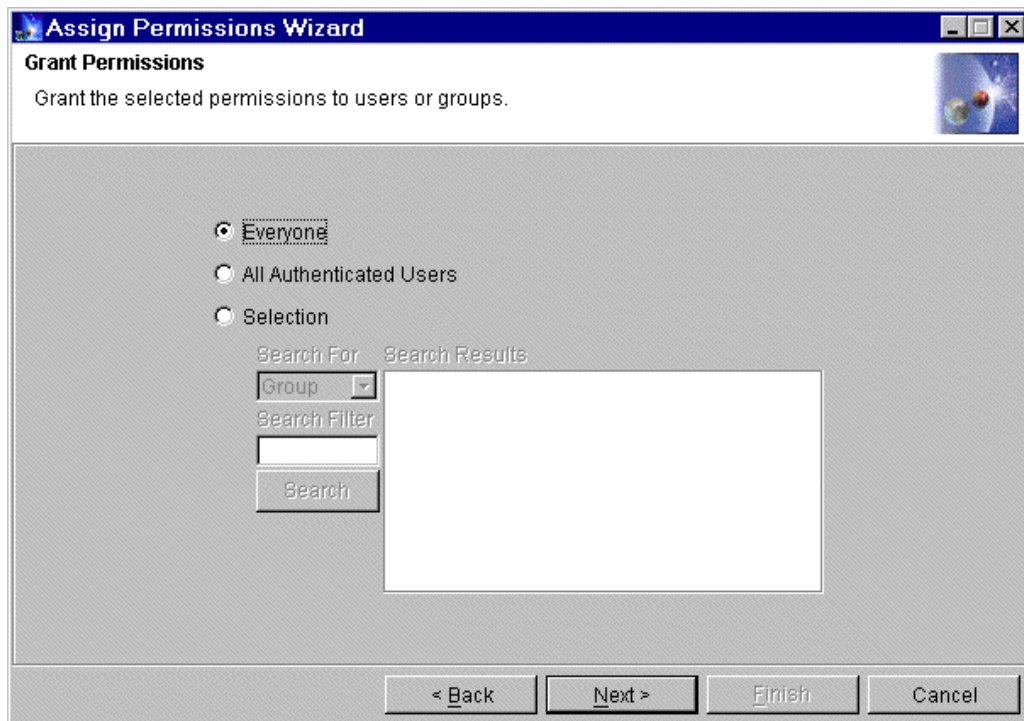 Assign Permissions Wizard
Grant Permissions
Grant the selected permissions to users or groups.
Everyone
All Authenticated Users
Selection
Search For Search Results
Group
Search Filter
Search
< Back Next > Finish Cancel